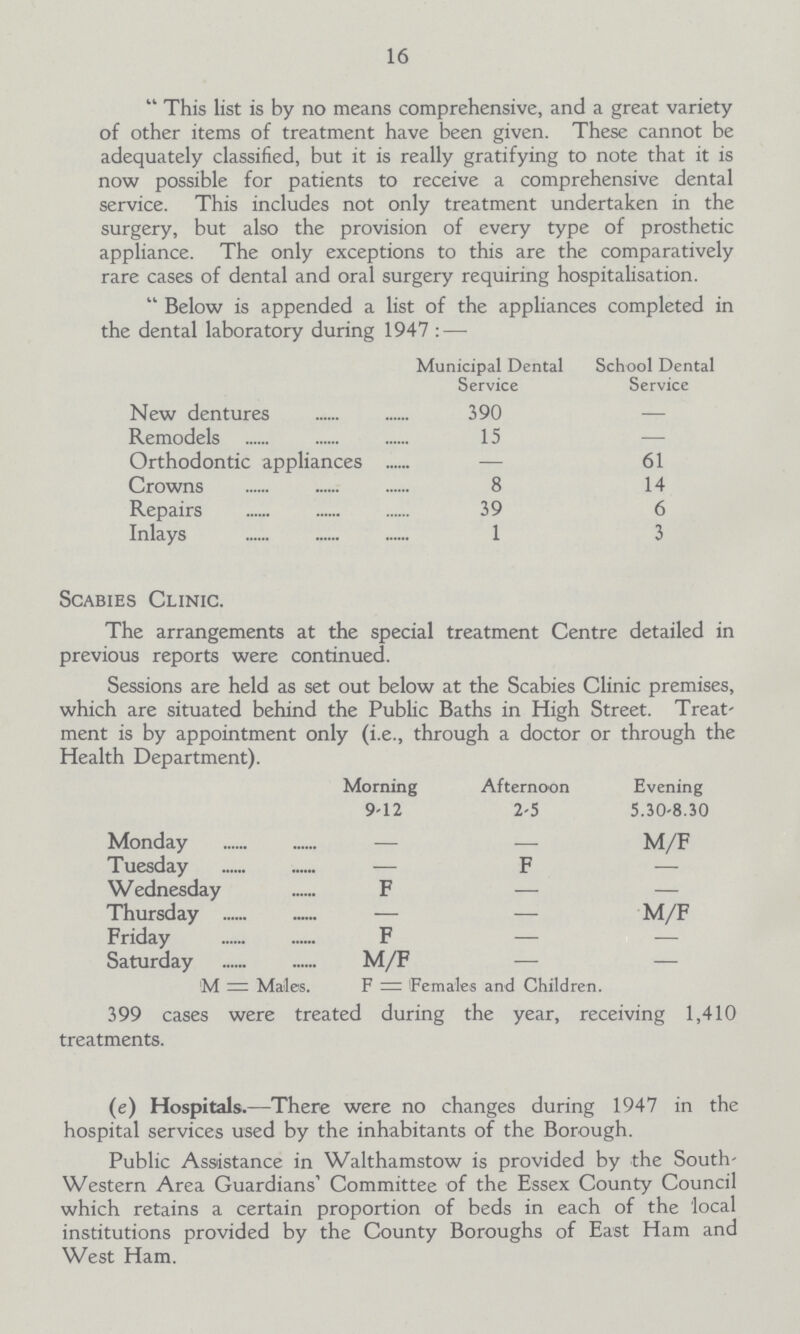 16
“ This list is by no means comprehensive, and a great variety
of other items of treatment have been given. These cannot be
adequately classified, but it is really gratifying to note that it is
now possible for patients to receive a comprehensive dental
service. This includes not only treatment undertaken in the
surgery, but also the provision of every type of prosthetic
appliance. The only exceptions to this are the comparatively
rare cases of dental and oral surgery requiring hospitalisation.
“ Below is appended a list of the appliances completed in
the dental laboratory during 1947 :—
Municipal Dental School Dental
Service Service
New dentures ...... ...... 390 —
Remodels ...... ...... ...... 15 —
Orthodontic appliances ...... — 61
Crowns ...... ...... ...... 8 14
Repairs ...... ...... ...... 39 6
Inlays ...... ...... ...... 1 3
SCABIES CLINIC.
The arrangements at the special treatment Centre detailed in
previous reports were continued.
Sessions are held as set out below at the Scabies Clinic premises,
which are situated behind the Public Baths in High Street. Treat-
ment is by appointment only (i.e., through a doctor or through the
Health Department).
Morning Afternoon Evening
9-12 2-5 5.30-8.30
Monday ...... ...... — — M/F
Tuesday ...... ...... — F —
Wednesday ...... F — —
Thursday ...... ...... — — M/F
Friday ...... ...... F — —
Saturday ...... ...... M/F — —
M = Males. F = Females and Children.
399 cases were treated during the year, receiving 1,410
treatments.
(e) Hospitals.—There were no changes during 1947 in the
hospital services used by the inhabitants of the Borough.
Public Assistance in Walthamstow is provided by the South-
Western Area Guardians’ Committee of the Essex County Council
which retains a certain proportion of beds in each of the local
institutions provided by the County Boroughs of East Ham and
West Ham.